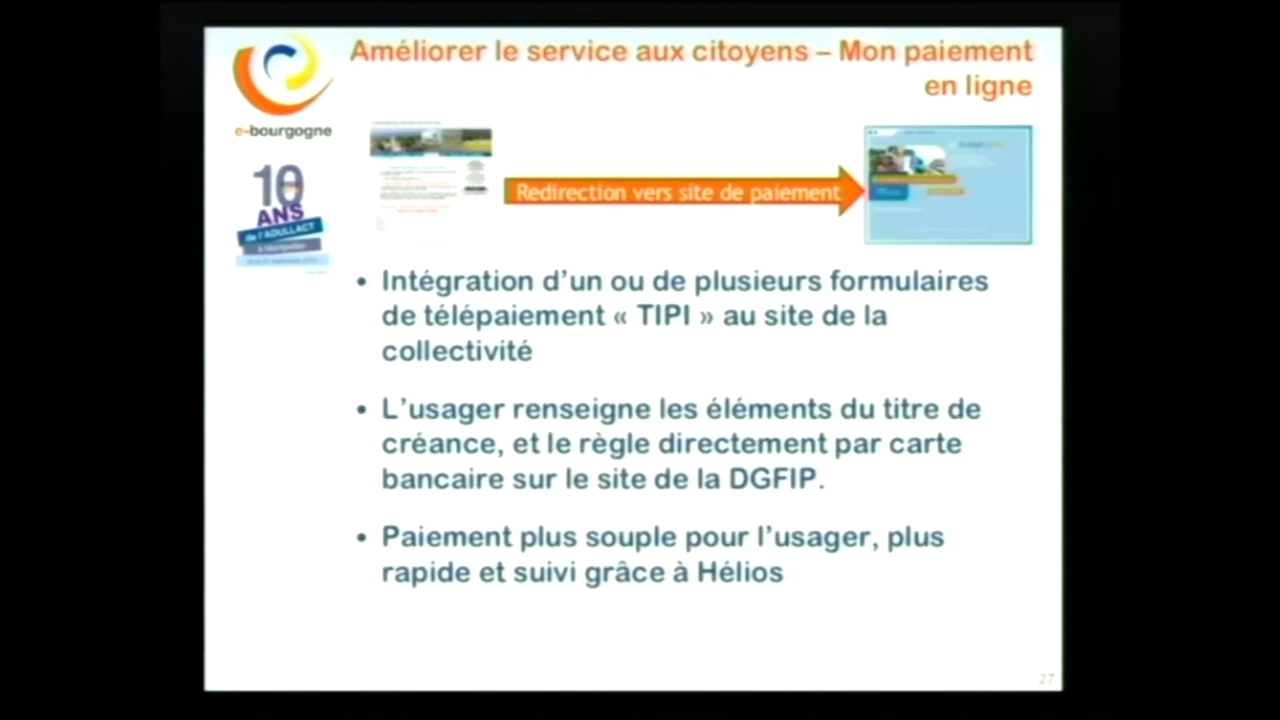 Améliorer le service aux citoyens – Mon paiement
en ligne
e-bourgogne
10
ANS
de l'ADULLACT
à Montpellier
Redirection vers site de paiement
• Intégration d'un ou de plusieurs formulaires
de télépaiement « TIPI » au site de la
collectivité
• L'usager renseigne les éléments du titre de
créance, et le règle directement par carte
bancaire sur le site de la DGFIP.
• Paiement plus souple pour l'usager, plus
rapide et suivi grâce à Hélios
27